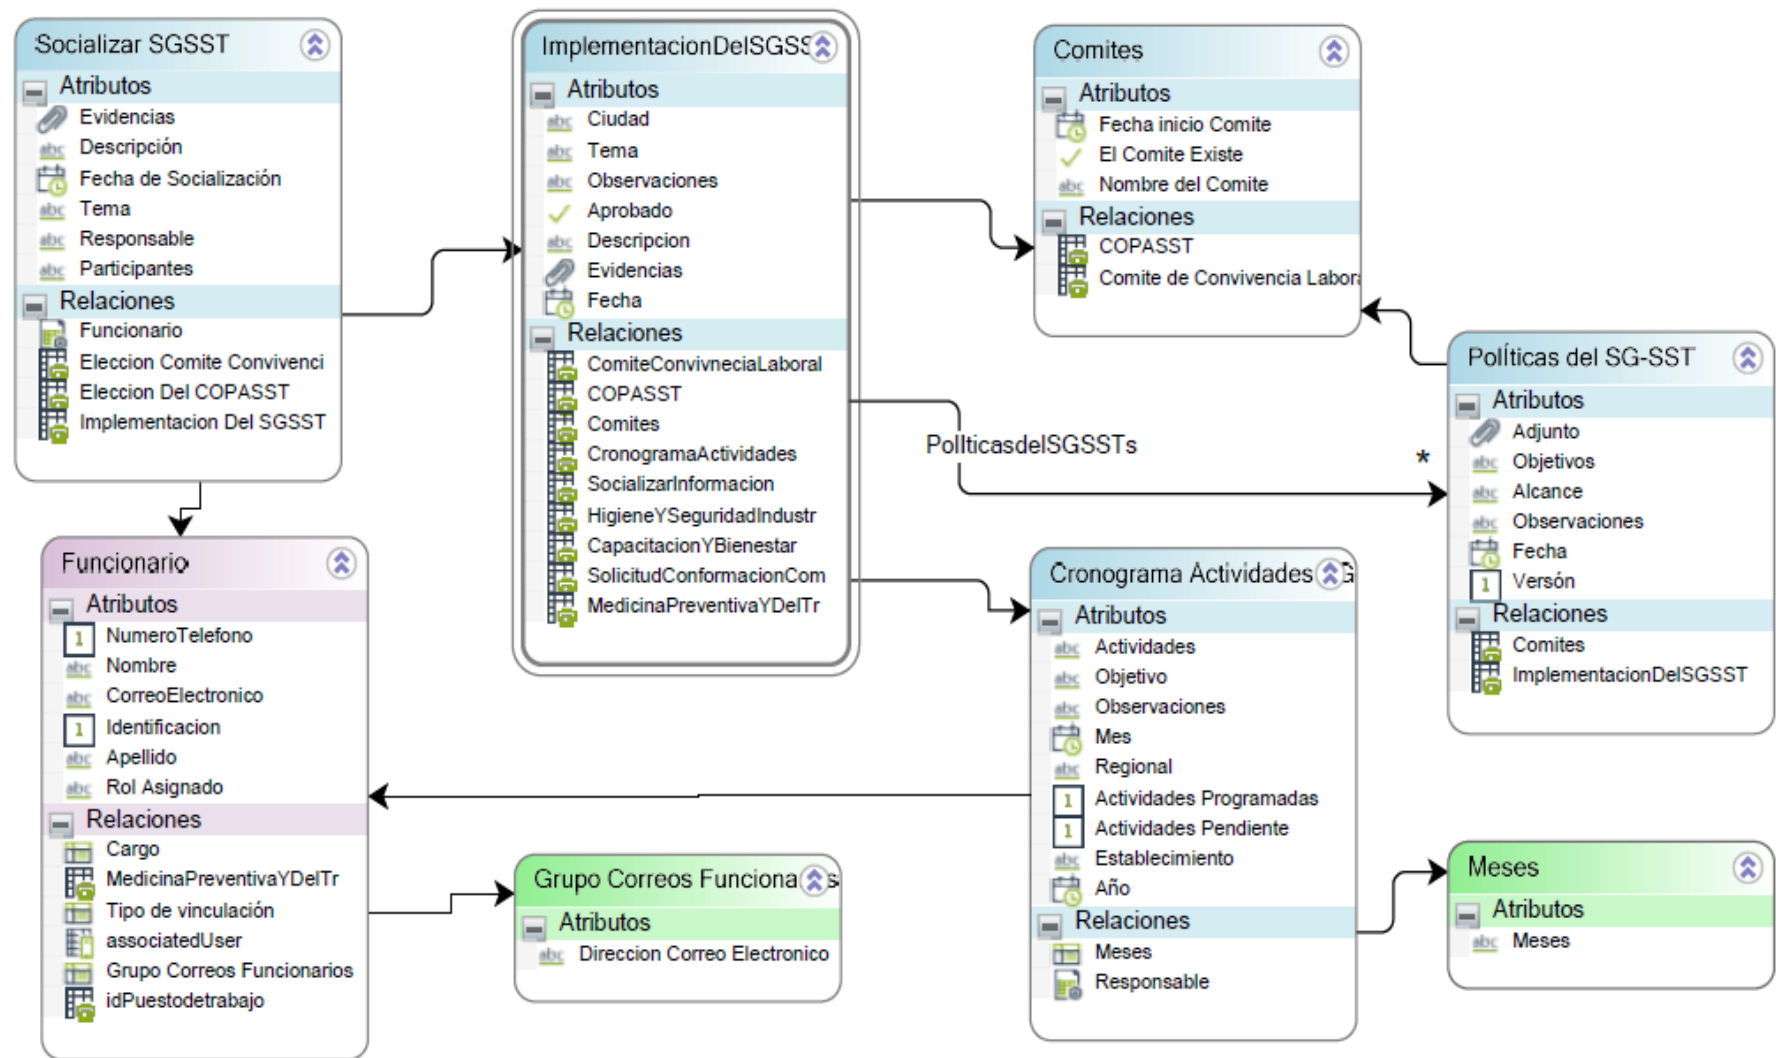 Socializar SGSST
Atributos
Evidencias
Descripción
Fecha de Socialización
Tema
Responsable
Participantes
Relaciones
Funcionario
Eleccion Comite Convivenci
Eleccion Del COPASST
Implementacion Del SGSST
ImplementacionDelSGSS
Atributos
Ciudad
Tema
Observaciones
Aprobado
Descripcion
Evidencias
Fecha
Relaciones
ComiteConvivneciaLaboral
COPASST
Comites
CronogramaActividades
SocializarInformacion
HigieneYSeguridadIndustr
CapacitacionYBienestar
SolicitudConformacionCom
MedicinaPreventivaYDelTr
Comites
Atributos
Fecha inicio Comite
El Comite Existe
Nombre del Comite
Relaciones
COPASST
Comite de Convivencia Labora
PolIticasdelSGSSTs
*
PolÍticas del SG-SST
Atributos
Adjunto
Objetivos
Alcance
Observaciones
Fecha
Versón
Relaciones
Comites
ImplementacionDelSGSST
Funcionario
Atributos
NumeroTelefono
Nombre
CorreoElectronico
Identificacion
Apellido
Rol Asignado
Relaciones
Cargo
MedicinaPreventivaYDelTr
Tipo de vinculación
associatedUser
Grupo Correos Funcionarios
idPuestodetrabajo
Grupo Correos Funcionarios
Atributos
Direccion Correo Electronico
Cronograma Actividades SG
Atributos
Actividades
Objetivo
Observaciones
Mes
Regional
Actividades Programadas
Actividades Pendiente
Establecimiento
Año
Relaciones
Meses
Responsable
Meses
Atributos
Meses